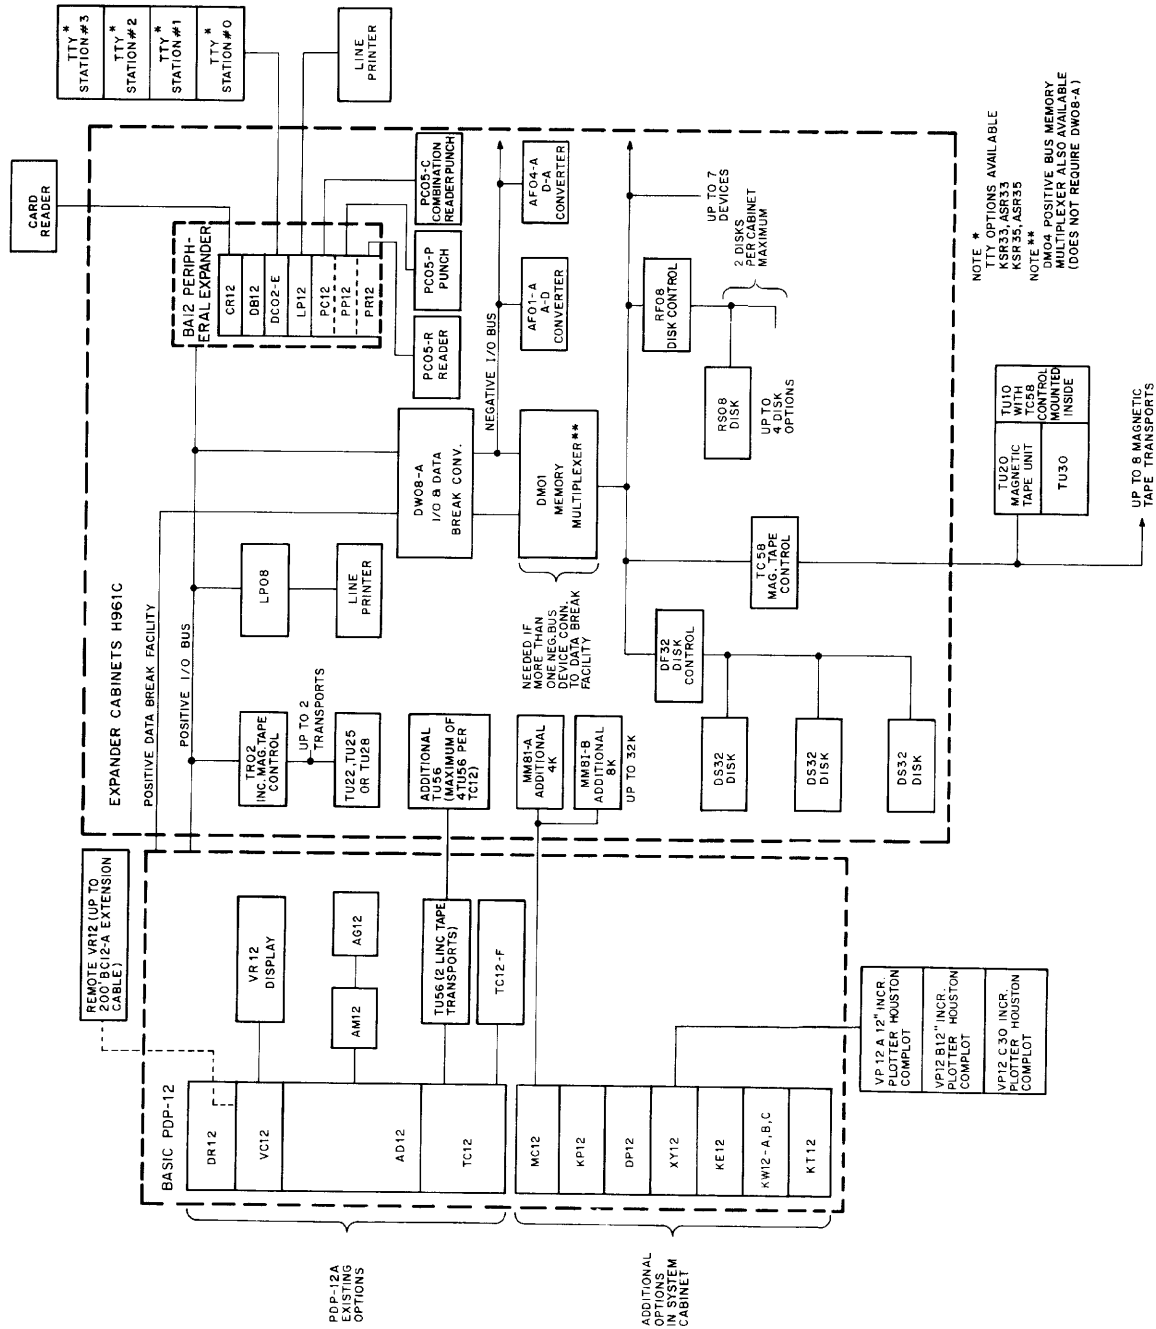 BASIC PDP-12
DR12
VC12
AD12
TC12
MC12
KP12
DP12
XY12
KE12
KW12-A,B,C
KT12
PDP-12A
EXISTING
OPTIONS
ADDITIONAL
OPTIONS
IN SYSTEM
CABINET
REMOTE VR12 (UP TO
200' BC12-A EXTENSION
CABLE)
VR12
DISPLAY
AM12
AG12
TU56 (2 LINC TAPE
TRANSPORTS)
TC12-F
VP12 A 12" INCR.
PLOTTER HOUSTON
COMPLOT
VP12 B12" INCR.
PLOTTER HOUSTON
COMPLOT
VP12 C 30 INCR.
PLOTTER HOUSTON
COMPLOT
EXPANDER CABINETS H961C
POSITIVE DATA BREAK FACILITY
POSITIVE I/O BUS
TR02
INC. MAG. TAPE
CONTROL
UP TO 2
TRANSPORTS
TU22, TU25
OR TU28
ADDITIONAL
TU56
(MAXIMUM OF
4TU56 PER
TC12)
MM81-A
ADDITIONAL
4K
MM81-B
ADDITIONAL
8K
UP TO 32K
LP08
LINE
PRINTER
DW08-A
I/O & DATA
BREAK CONV.
NEGATIVE I/O BUS
DM01
MEMORY
MULTIPLEXER**
NEEDED IF
MORE THAN
ONE NEG.BUS
DEVICE CONN.
TO DATA BREAK
FACILITY
BA12 PERIPH-
ERAL EXPANDER
CR12
DB12
DC02-E
LP12
PC12
PP12
PR12
PC05-R
READER
PC05-P
PUNCH
PC05-C
COMBINATION
READER PUNCH
AF01-A
A-D
CONVERTER
AF04-A
D-A
CONVERTER
CARD
READER
TTY *
STATION #3
TTY *
STATION #2
TTY *
STATION #1
TTY *
STATION #0
LINE
PRINTER
UP TO 7
DEVICES
RF08
DISK CONTROL
2 DISKS
PER CABINET
MAXIMUM
RS08
DISK
UP TO
4 DISK
OPTIONS
TC58
MAG. TAPE
CONTROL
DF32
DISK
CONTROL
DS32
DISK
DS32
DISK
DS32
DISK
TU20
MAGNETIC
TAPE UNIT
TU10
WITH
TC58
CONTROL
MOUNTED
INSIDE
TU30
UP TO 8 MAGNETIC
TAPE TRANSPORTS
NOTE *
TTY OPTIONS AVAILABLE
KSR33, ASR33
KSR35, ASR35
NOTE **
DM04 POSITIVE BUS MEMORY
MULTIPLEXER ALSO AVAILABLE
(DOES NOT REQUIRE DW08-A)